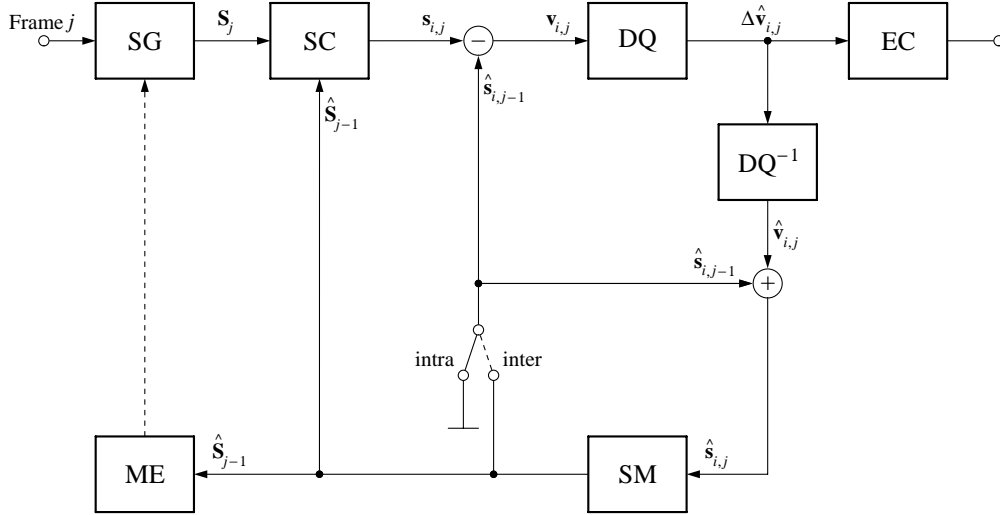 Frame j
SG
S_j
SC
s_{i,j}
−
v_{i,j}
DQ
Δv̂_{i,j}
EC
ŝ_{i,j−1}
Ŝ_{j−1}
DQ⁻¹
v̂_{i,j}
ŝ_{i,j−1}
+
intra
inter
ME
Ŝ_{j−1}
SM
ŝ_{i,j}